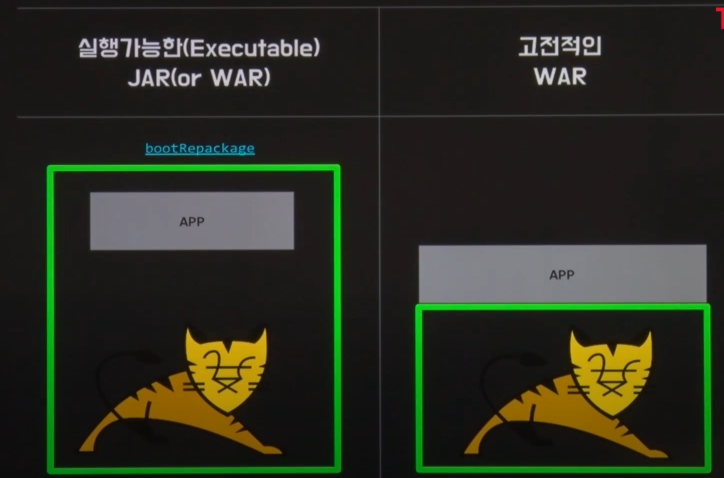 실행가능한(Executable)
JAR(or WAR)
고전적인
WAR
bootRepackage
APP
APP